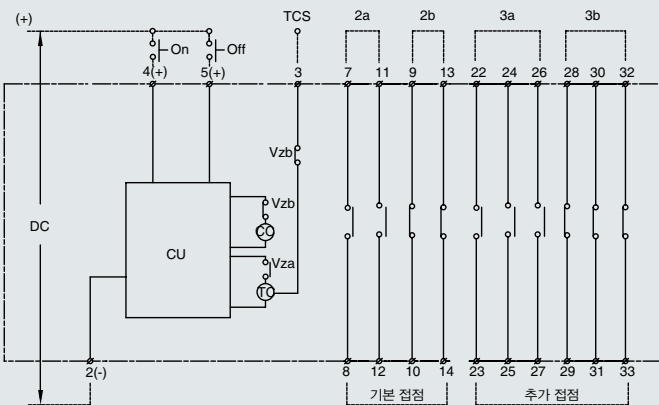 (+) TCS 2a 2b 3a 3b
On Off
4(+) 5(+) 3 7 11 9 13 22 24 26 28 30 32
Vzb
Vzb
CC
DC CU
Vza
TC
2(-) 8 12 10 14 23 25 27 29 31 33
기본 접점 추가 접점